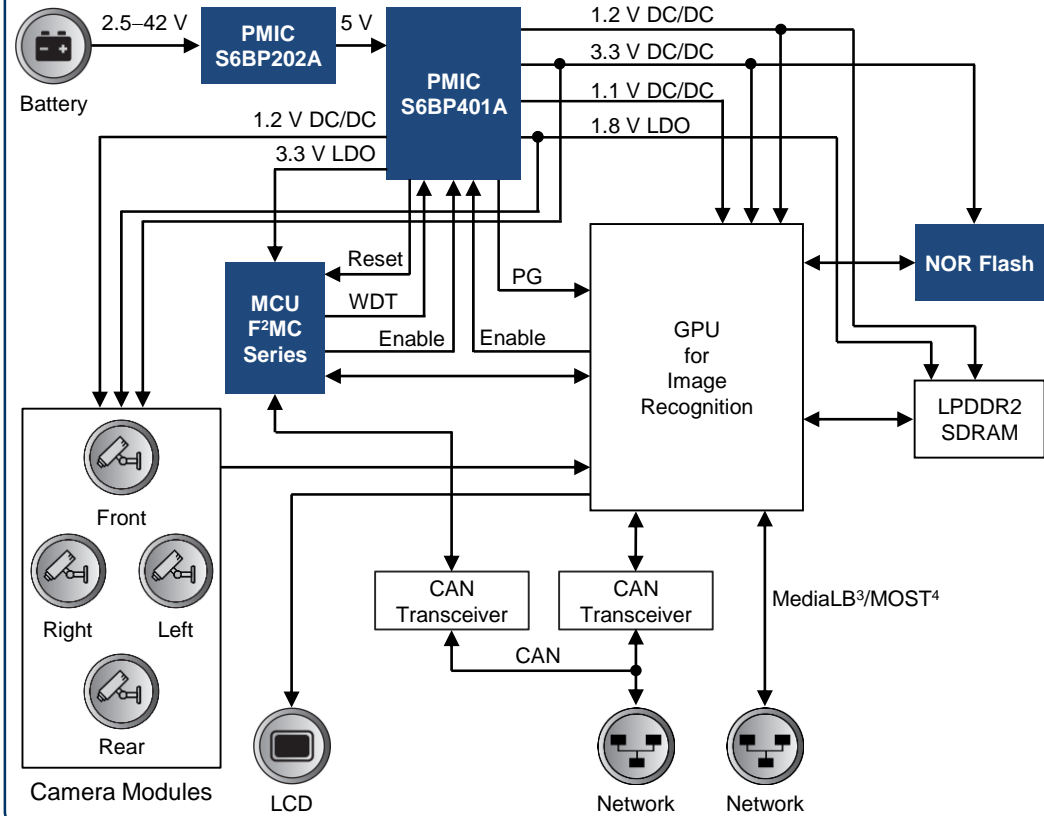 2.5–42 V
PMIC
S6BP202A
5 V
PMIC
S6BP401A
1.2 V DC/DC
3.3 V DC/DC
1.1 V DC/DC
1.8 V LDO
Battery
1.2 V DC/DC
3.3 V LDO
Reset
WDT
Enable
Enable
PG
MCU
F²MC
Series
GPU
for
Image
Recognition
NOR Flash
LPDDR2
SDRAM
Front
Right
Left
Rear
Camera Modules
CAN
Transceiver
CAN
Transceiver
CAN
MediaLB³/MOST⁴
LCD
Network
Network